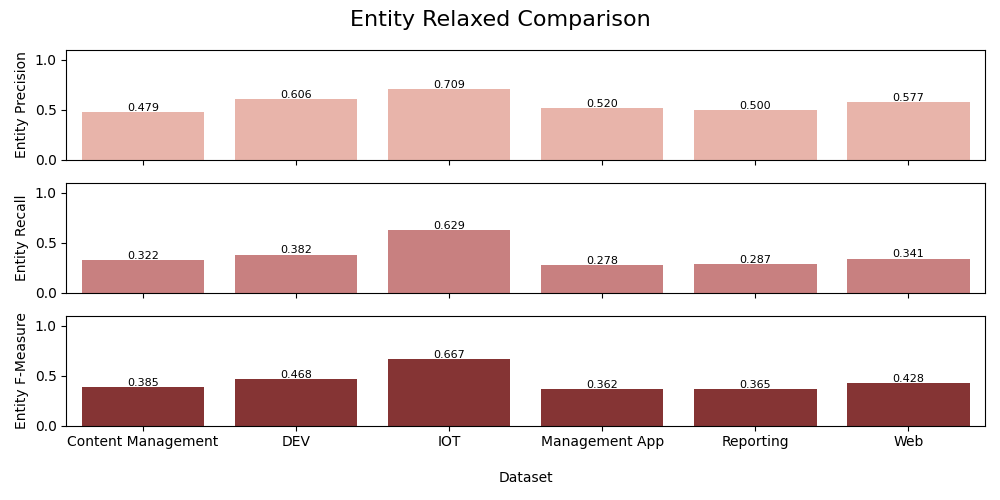 Entity Relaxed Comparison
Entity Precision
1.0
0.5
0.0
0.479
0.606
0.709
0.520
0.500
0.577
Entity Recall
1.0
0.5
0.0
0.322
0.382
0.629
0.278
0.287
0.341
Entity F-Measure
1.0
0.5
0.0
0.385
0.468
0.667
0.362
0.365
0.428
Content Management
DEV
IOT
Management App
Reporting
Web
Dataset